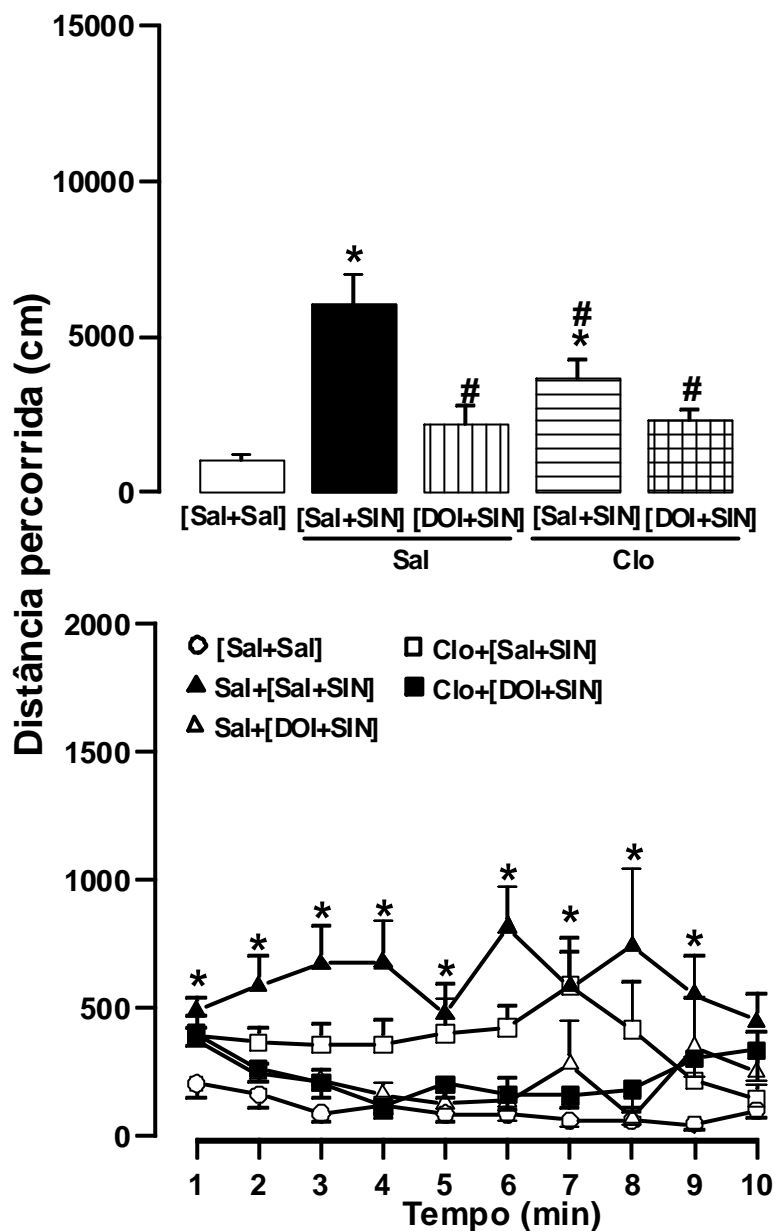 15000
10000
5000
0
Distância percorrida (cm)
*
#
#
*
#
[Sal+Sal] [Sal+SIN] [DOI+SIN] [Sal+SIN] [DOI+SIN]
Sal Clo
2000
1500
1000
500
0
[Sal+Sal] Clo+[Sal+SIN]
Sal+[Sal+SIN] Clo+[DOI+SIN]
Sal+[DOI+SIN]
* * * * * * * * *
1 2 3 4 5 6 7 8 9 10
Tempo (min)